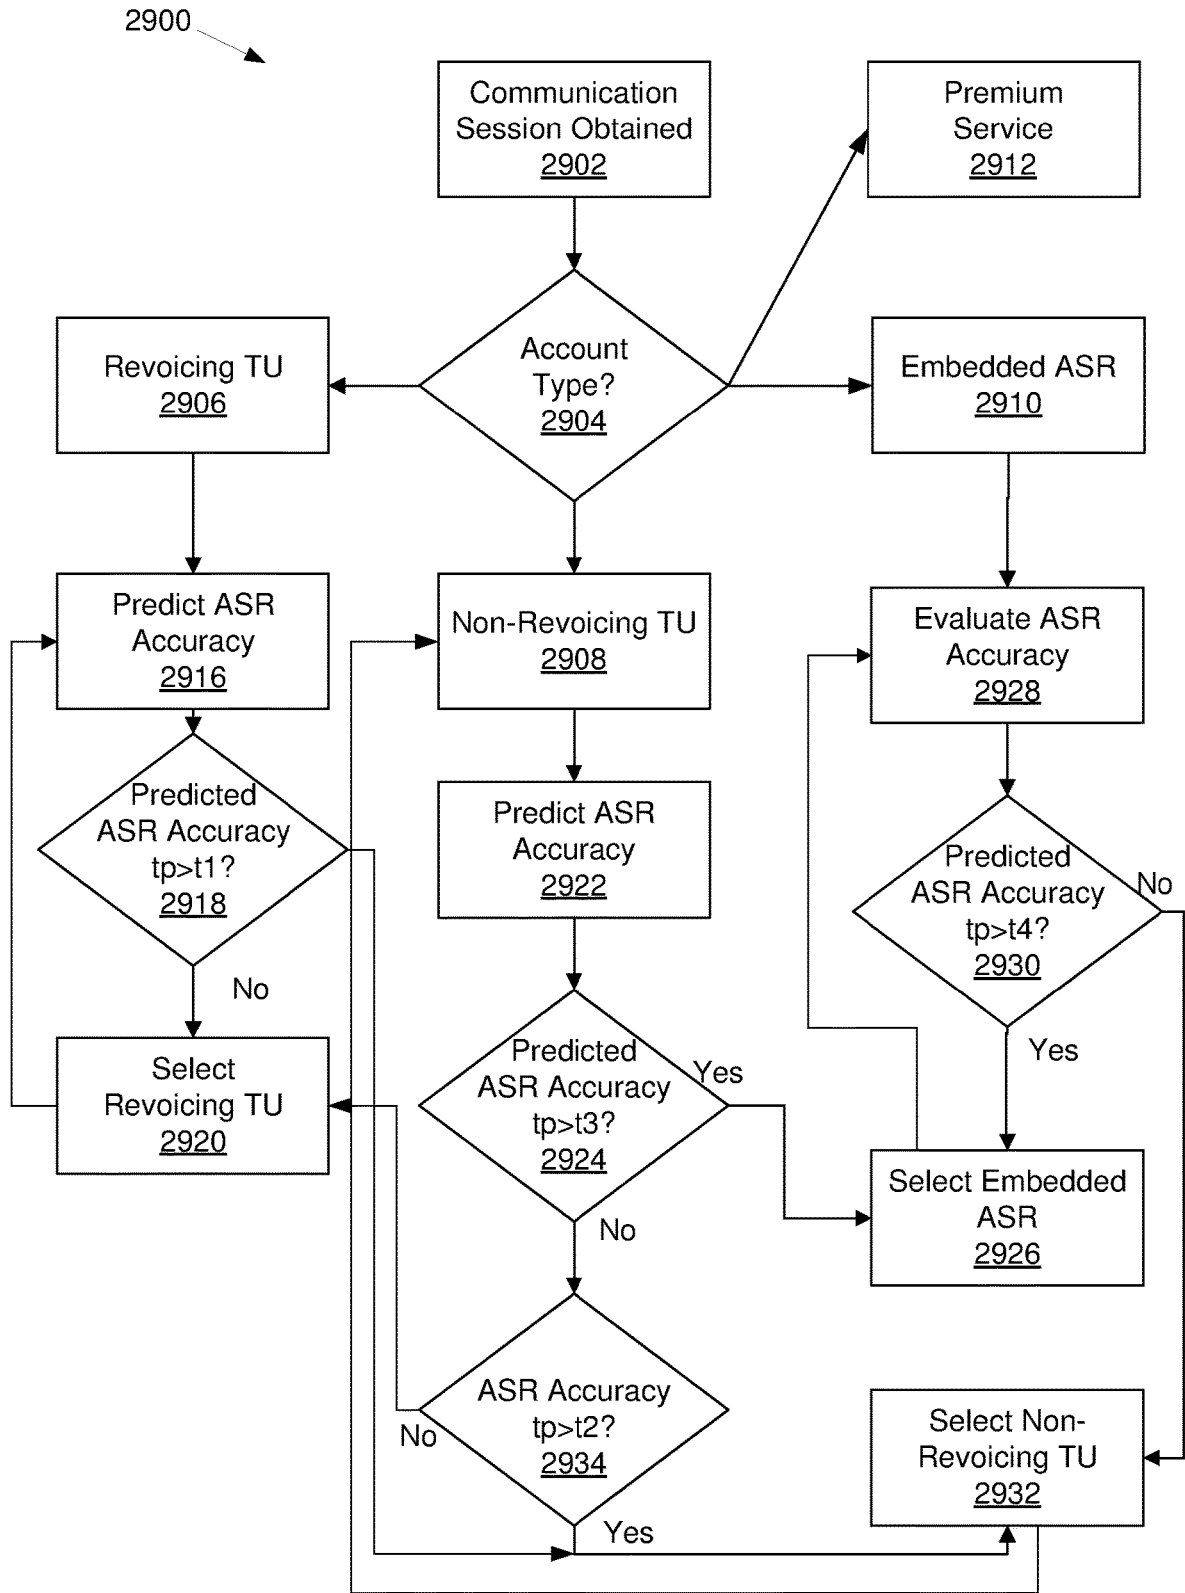 2900
Communication
Session Obtained
2902
Premium
Service
2912
Account
Type?
2904
Revoicing TU
2906
Embedded ASR
2910
Predict ASR
Accuracy
2916
Non-Revoicing TU
2908
Evaluate ASR
Accuracy
2928
Predicted
ASR Accuracy
tp>t1?
2918
No
Predict ASR
Accuracy
2922
Predicted
ASR Accuracy
tp>t4?
2930
No
Yes
Select
Revoicing TU
2920
Predicted
ASR Accuracy
tp>t3?
2924
Yes
No
Select Embedded
ASR
2926
ASR Accuracy
tp>t2?
2934
No
Yes
Select Non-
Revoicing TU
2932